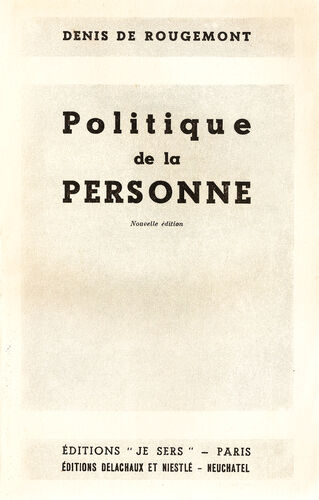 DENIS DE ROUGEMONT
Politique
de la
PERSONNE
Nouvelle édition
ÉDITIONS "JE SERS" – PARIS
ÉDITIONS DELACHAUX ET NIESTLÉ - NEUCHATEL